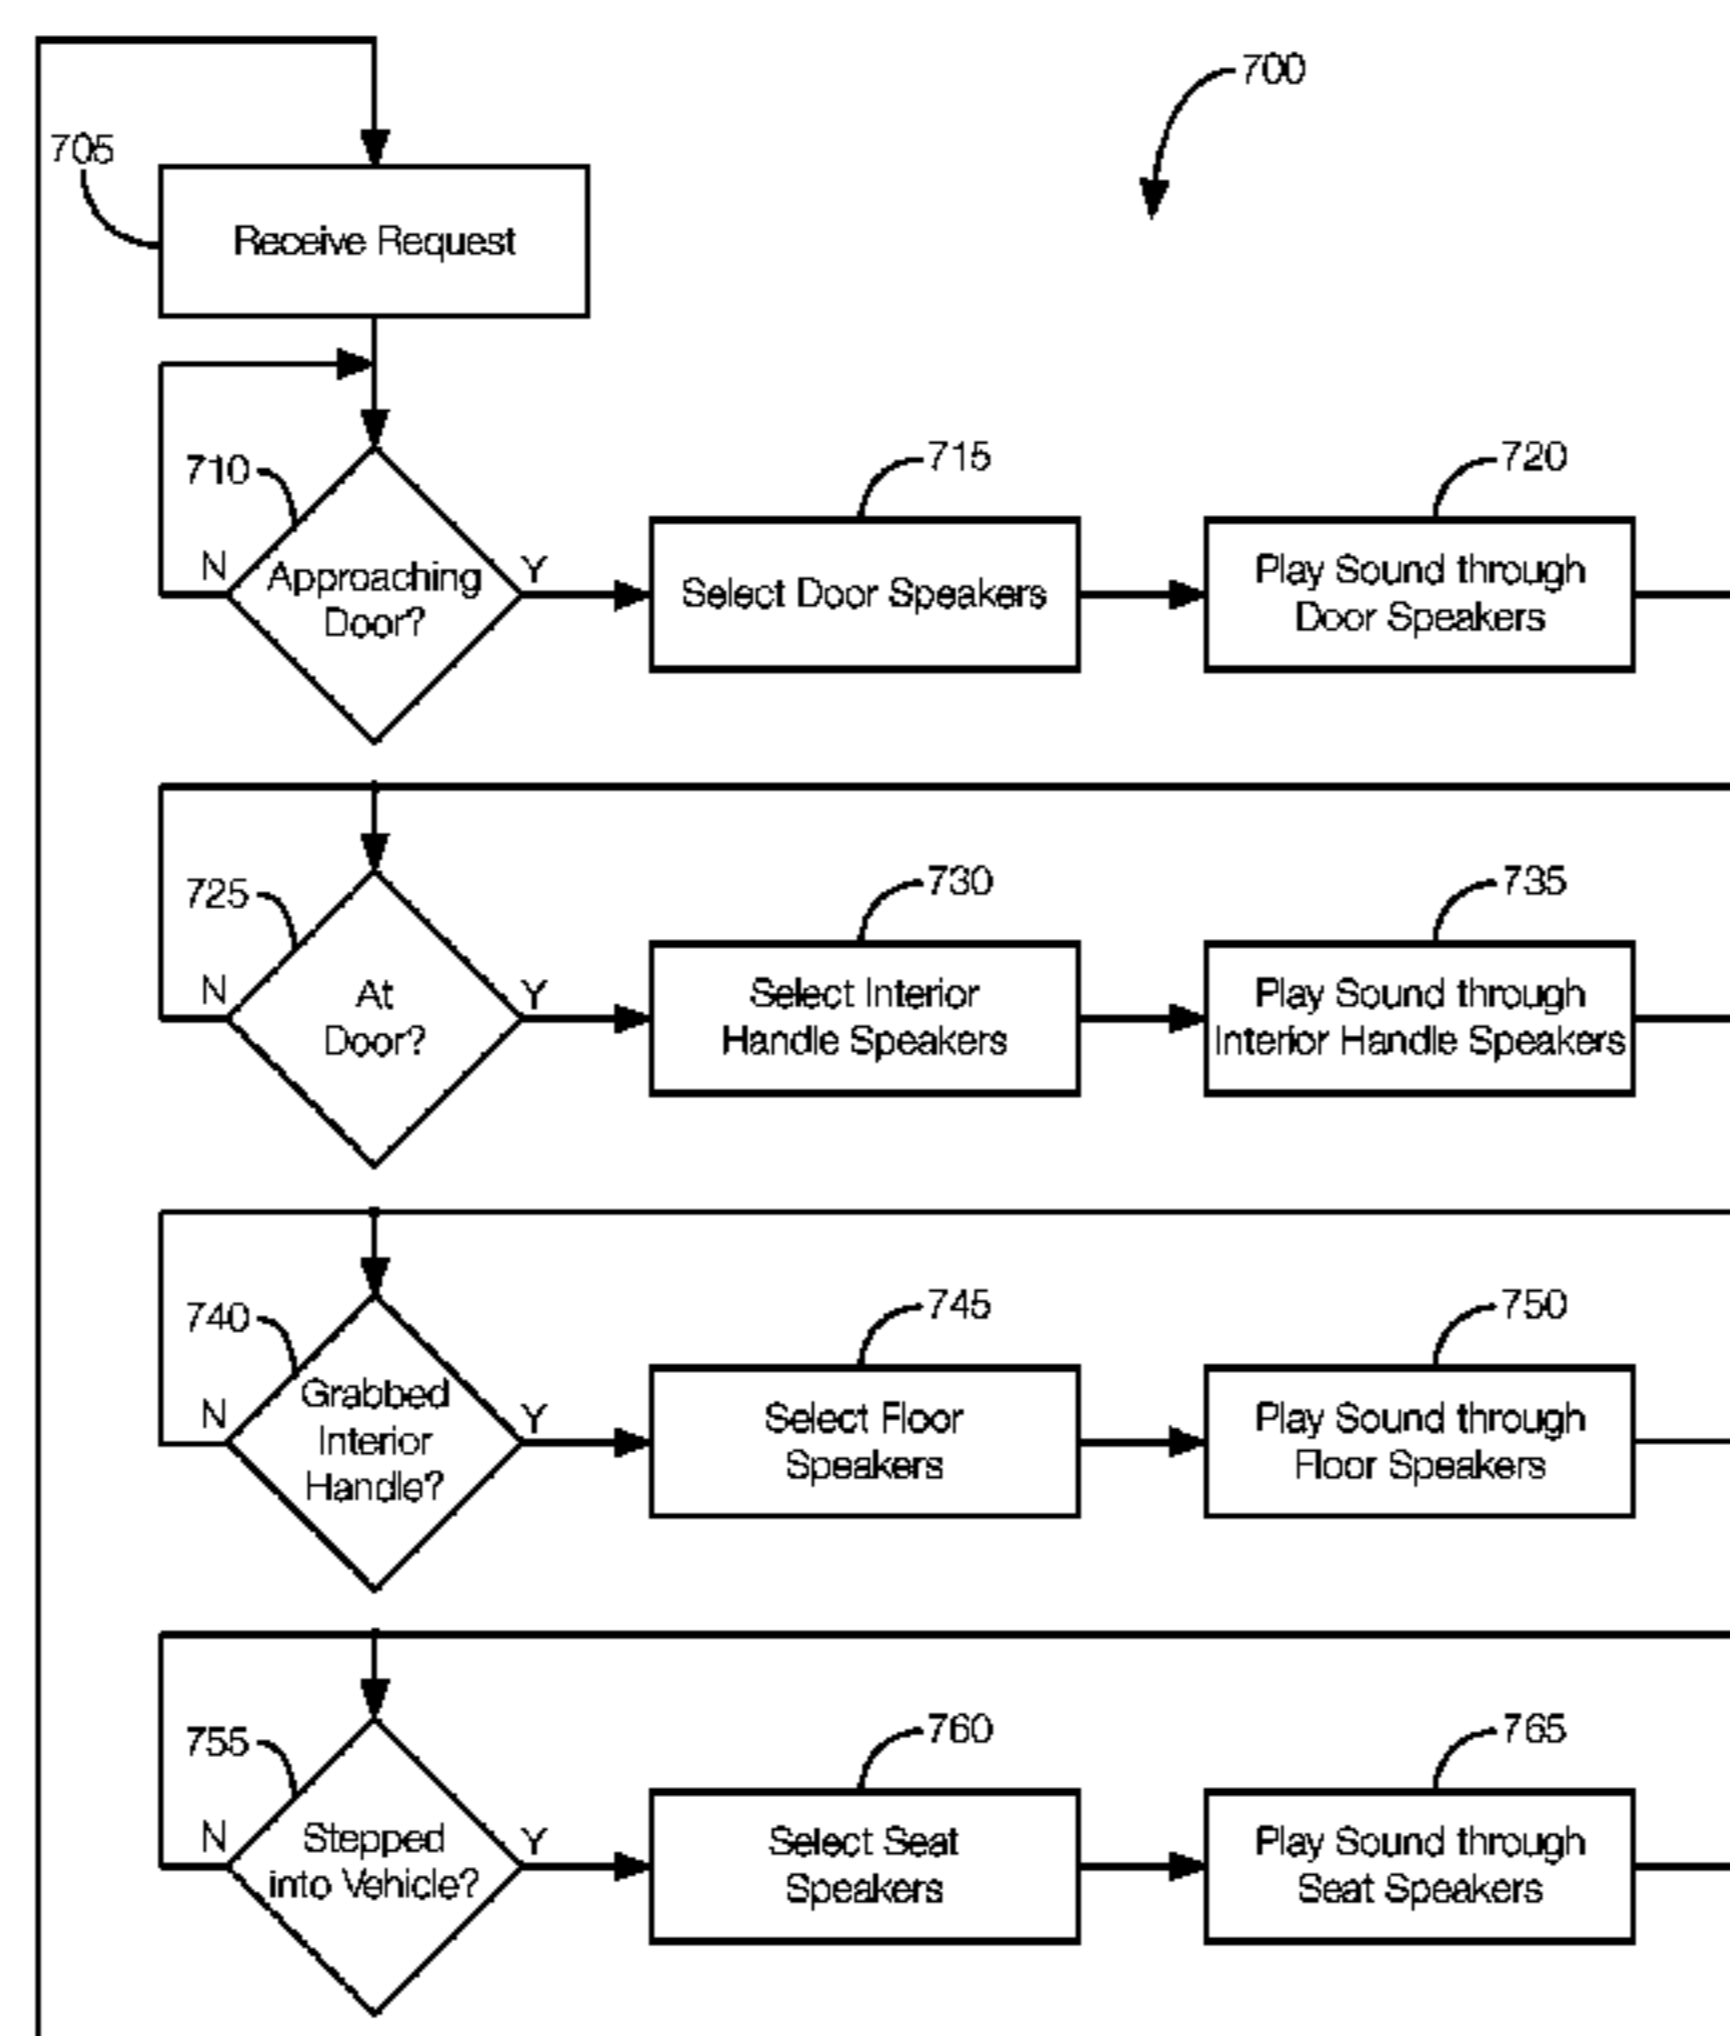 700
705
Receive Request
710
715
720
N
Approaching
Door?
Y
Select Door Speakers
Play Sound through
Door Speakers
725
730
735
N
At
Door?
Y
Select Interior
Handle Speakers
Play Sound through
Interior Handle Speakers
740
745
750
N
Grabbed
Interior
Handle?
Y
Select Floor
Speakers
Play Sound through
Floor Speakers
755
760
765
N
Stepped
into Vehicle?
Y
Select Seat
Speakers
Play Sound through
Seat Speakers